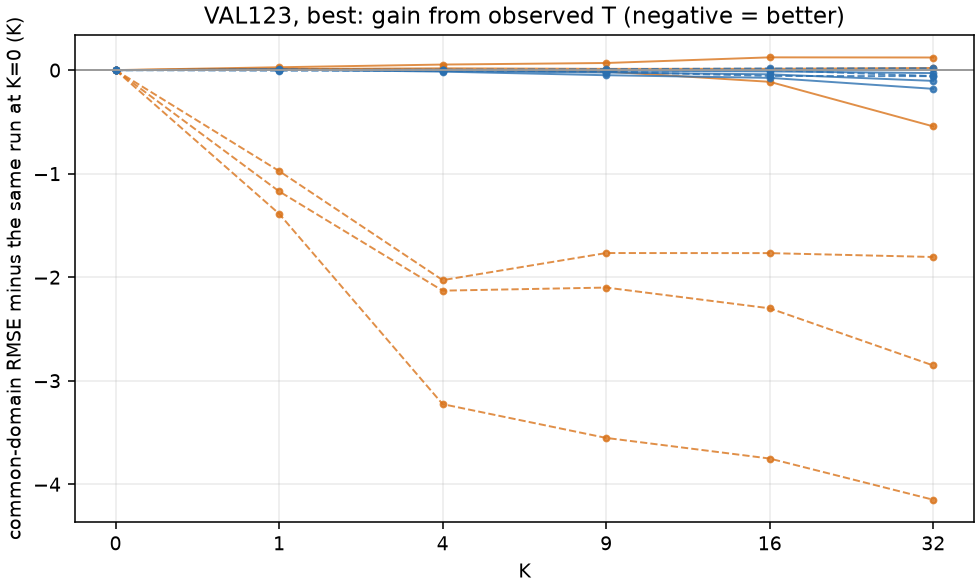 VAL123, best: gain from observed T (negative = better)
common-domain RMSE minus the same run at K=0 (K)
0
−1
−2
−3
−4
0 1 4 9 16 32
K